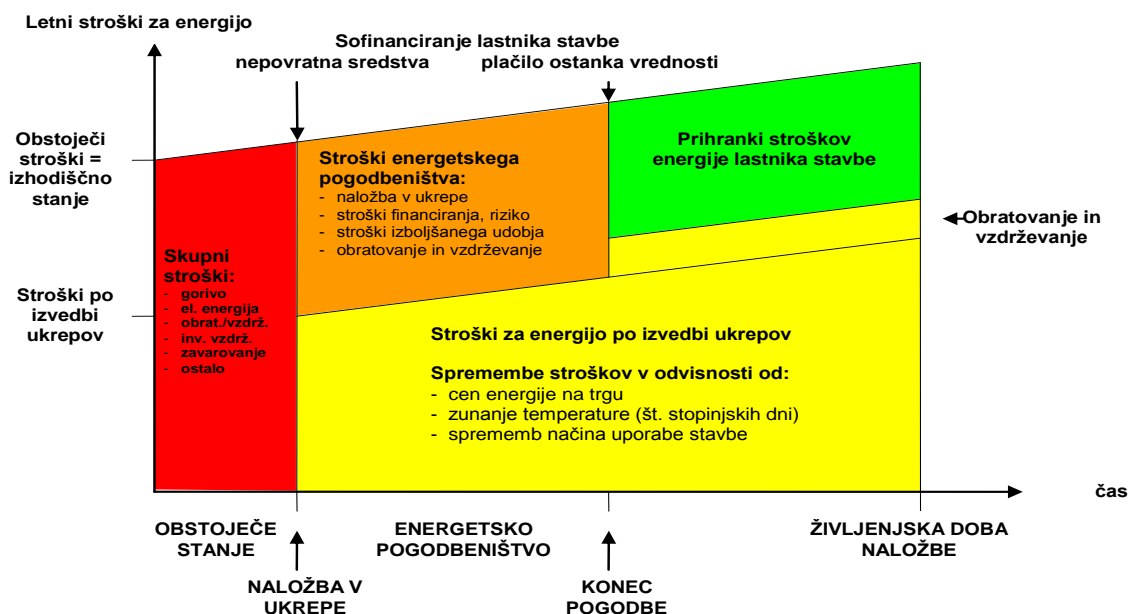 Letni stroški za energijo
Sofinanciranje lastnika stavbe
nepovratna sredstva
plačilo ostanka vrednosti
Obstoječi
stroški =
izhodiščno
stanje
Stroški po
izvedbi
ukrepov
Skupni
stroški:
- gorivo
- el. energija
- obrat./vzdrž.
- inv. vzdrž.
- zavarovanje
- ostalo
Stroški energetskega
pogodbeništva:
- naložba v ukrepe
- stroški financiranja, riziko
- stroški izboljšanega udobja
- obratovanje in vzdrževanje
Prihranki stroškov
energije lastnika stavbe
Obratovanje in
vzdrževanje
Stroški za energijo po izvedbi ukrepov
Spremembe stroškov v odvisnosti od:
- cen energije na trgu
- zunanje temperature (št. stopinjskih dni)
- sprememb načina uporabe stavbe
čas
OBSTOJEČE
STANJE
ENERGETSKO
POGODBENIŠTVO
ŽIVLJENJSKA DOBA
NALOŽBE
NALOŽBA V
UKREPE
KONEC
POGODBE